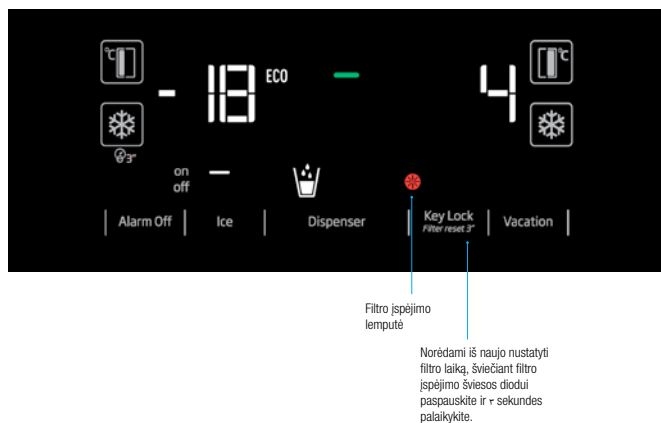 °C
- 18 ECO
4
°C
3"
on
off
Alarm Off
Ice
Dispenser
Key Lock
Filter reset 3"
Vacation
Filtro įspėjimo
lemputė
Norėdami iš naujo nustatyti
filtro laiką, šviečiant filtro
įspėjimo šviesos diodui
paspauskite ir ٣ sekundes
palaikykite.